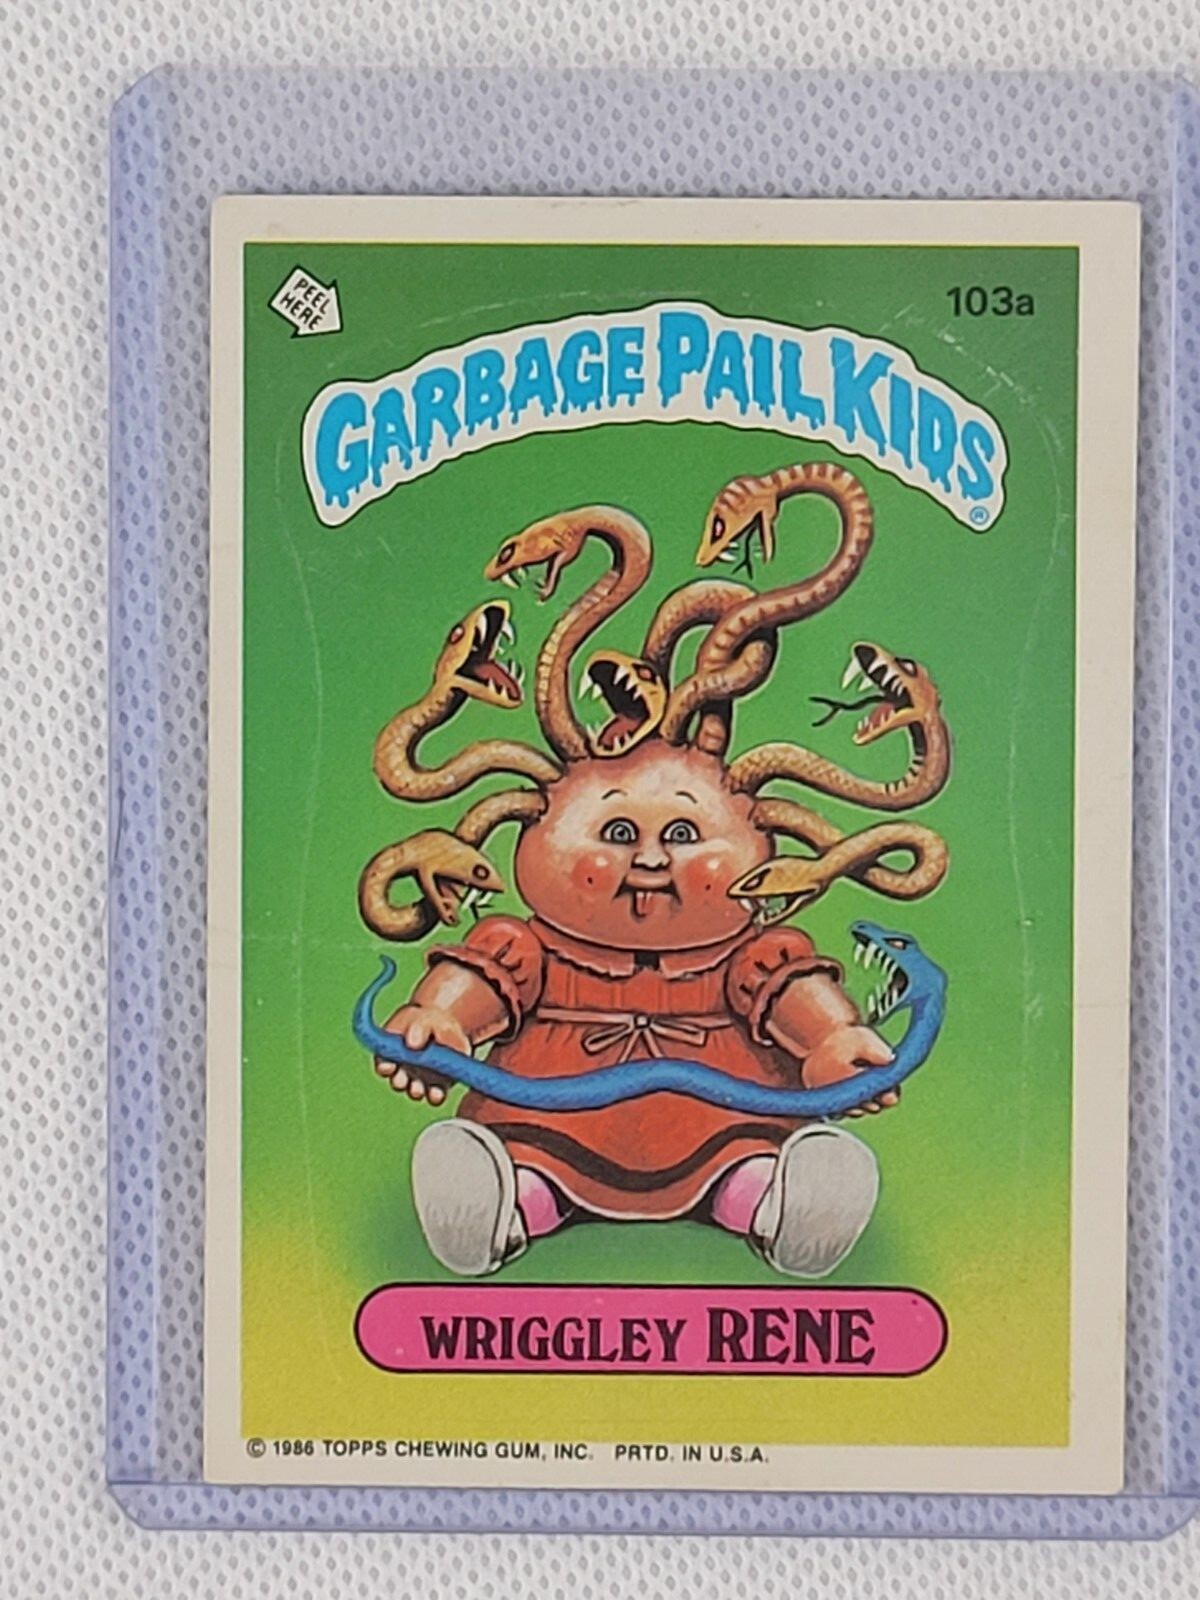 PEEL
HERE
103a
GARBAGE PAIL KIDS
®
WRIGGLEY RENE
© 1986 TOPPS CHEWING GUM, INC. PRTD. IN U.S.A.